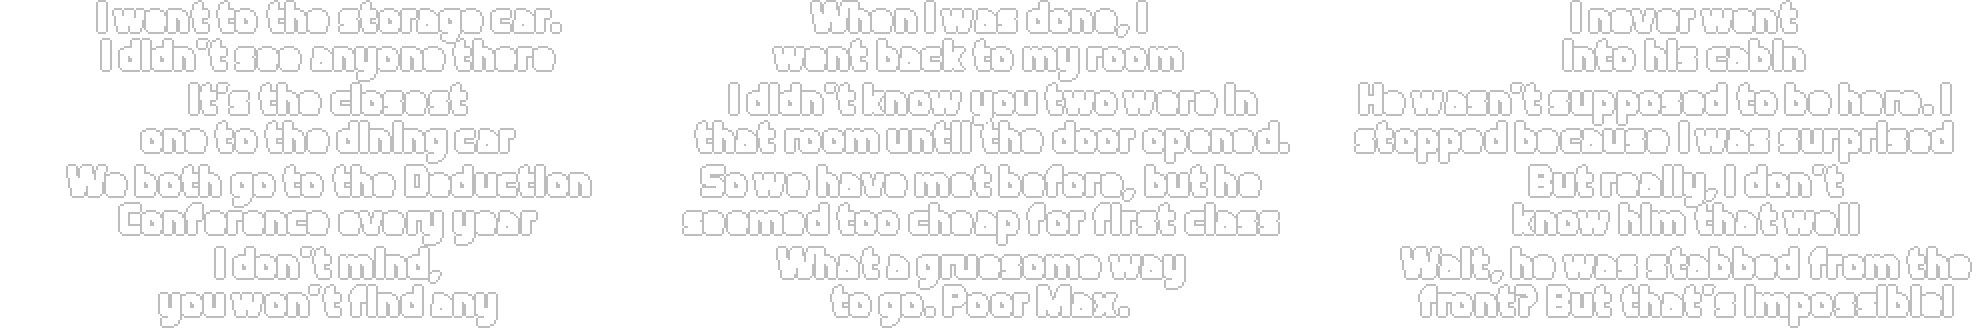 I went to the storage car.
I didn't see anyone there
It's the closest
one to the dining car
We both go to the Deduction
Conference every year
I don't mind,
you won't find any
When I was done, I
went back to my room
I didn't know you two were in
that room until the door opened.
So we have met before, but he
seemed too cheap for first class
What a gruesome way
to go. Poor Max.
I never went
into his cabin
He wasn't supposed to be here. I
stopped because I was surprised
But really, I don't
know him that well
Wait, he was stabbed from the
front? But that's impossible!